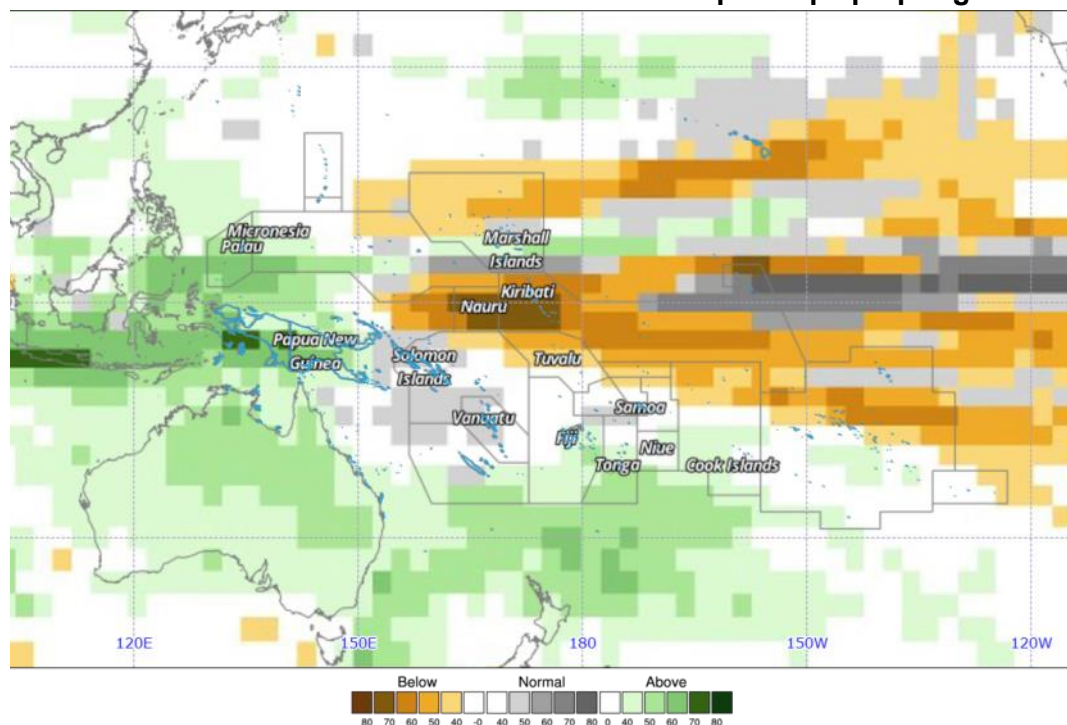 Micronesia
Palau
Marshall
Islands
Kiribati
Nauru
Papua New
Guinea
Solomon
Islands
Tuvalu
Vanuatu
Samoa
Fiji
Niue
Tonga
Cook Islands
120E 150E 180 150W 120W
Below Normal Above
80 70 60 50 40 -0 40 50 60 70 80 0 40 50 60 70 80